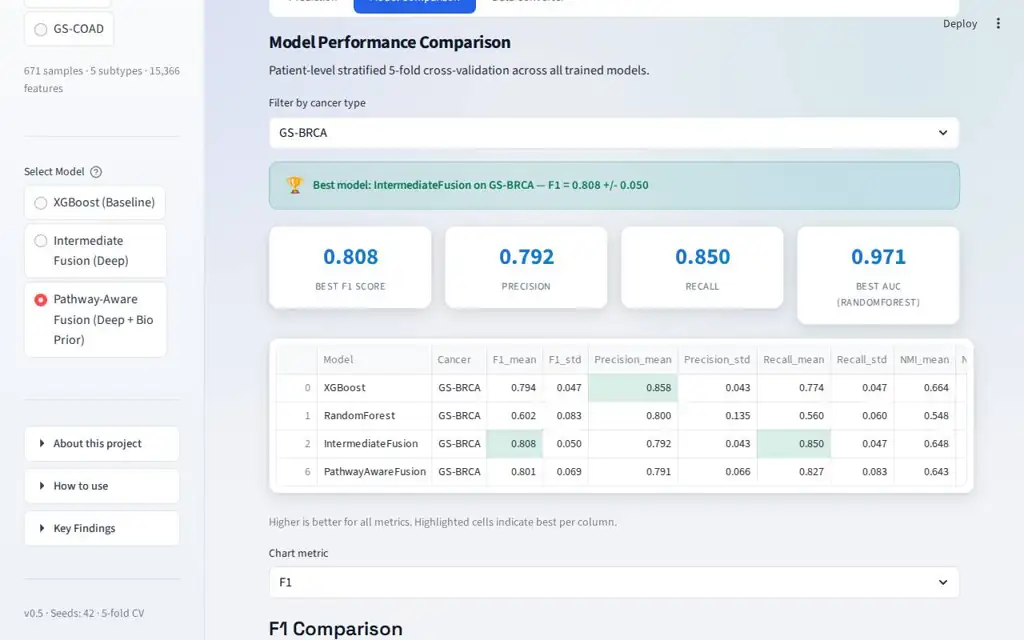 Deploy
GS-COAD
671 samples · 5 subtypes · 15,366
features
Select Model
XGBoost (Baseline)
Intermediate
Fusion (Deep)
Pathway-Aware
Fusion (Deep + Bio
Prior)
About this project
How to use
Key Findings
v0.5 · Seeds: 42 · 5-fold CV
Model Performance Comparison
Patient-level stratified 5-fold cross-validation across all trained models.
Filter by cancer type
GS-BRCA
🏆 Best model: IntermediateFusion on GS-BRCA — F1 = 0.808 +/- 0.050
0.808
BEST F1 SCORE
0.792
PRECISION
0.850
RECALL
0.971
BEST AUC
(RANDOMFOREST)
Model Cancer F1_mean F1_std Precision_mean Precision_std Recall_mean Recall_std NMI_mean N
0 XGBoost GS-BRCA 0.794 0.047 0.858 0.043 0.774 0.047 0.664
1 RandomForest GS-BRCA 0.602 0.083 0.800 0.135 0.560 0.060 0.548
2 IntermediateFusion GS-BRCA 0.808 0.050 0.792 0.043 0.850 0.047 0.648
6 PathwayAwareFusion GS-BRCA 0.801 0.069 0.791 0.066 0.827 0.083 0.643
Higher is better for all metrics. Highlighted cells indicate best per column.
Chart metric
F1
F1 Comparison